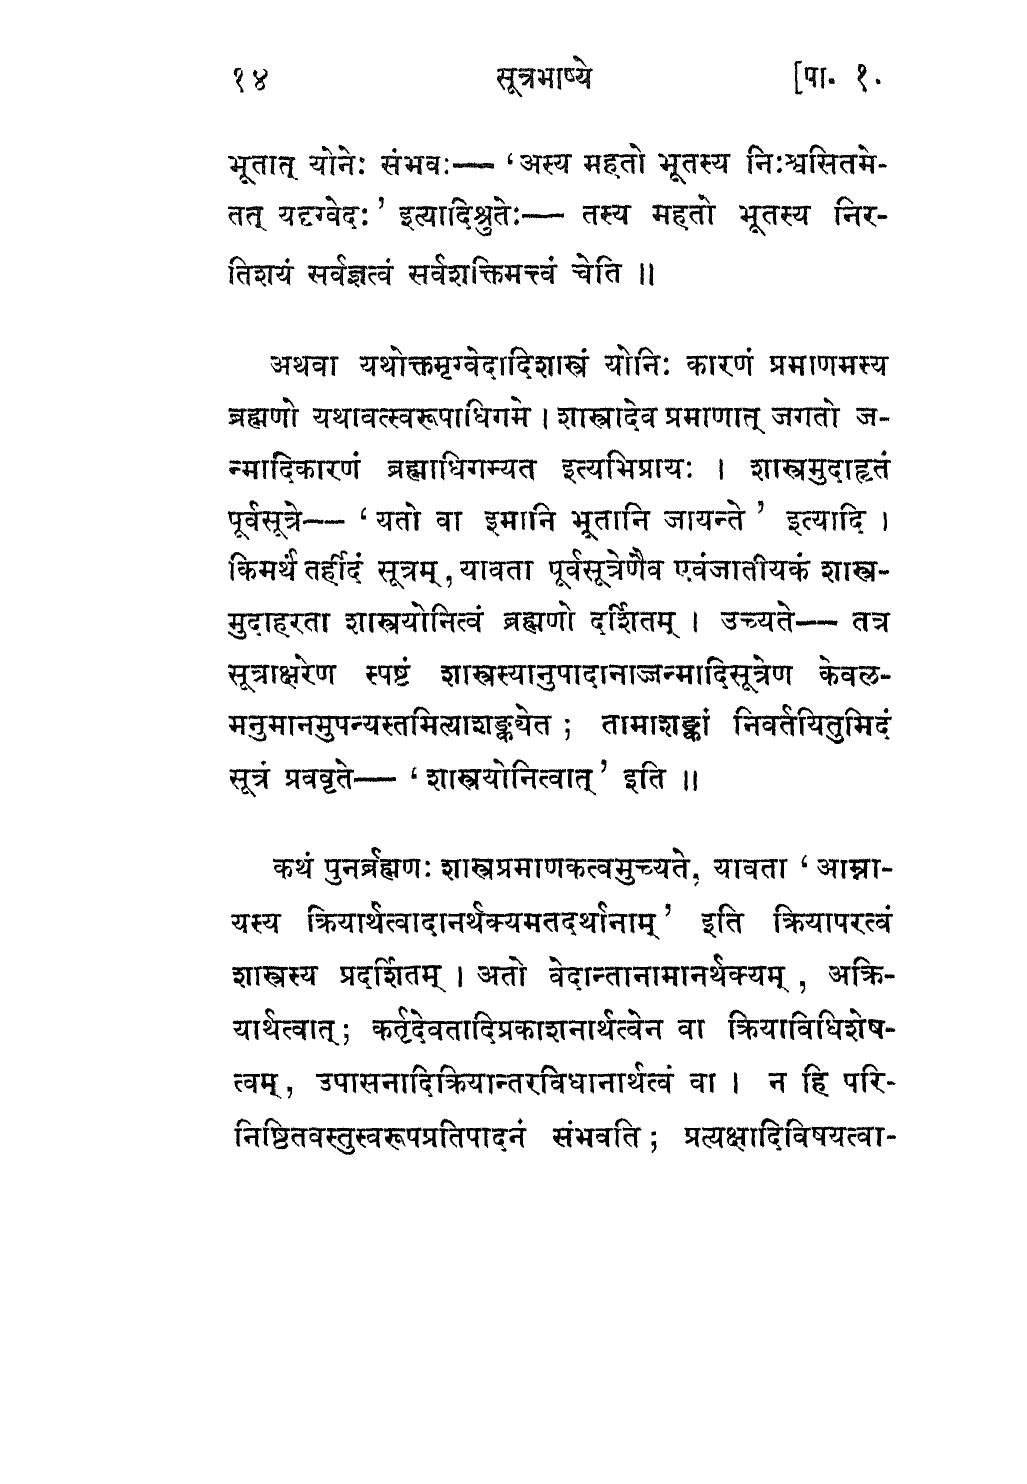 १४ सूत्रभाष्ये [पा. १.
भूतात् योनेः संभवः— ‘अस्य महतो भूतस्य निःश्वसितमे-
तत् यदृग्वेदः’ इत्यादिश्रुतेः— तस्य महतो भूतस्य निर-
तिशयं सर्वज्ञत्वं सर्वशक्तिमत्त्वं चेति ॥
अथवा यथोक्तमृग्वेदादिशास्त्रं योनिः कारणं प्रमाणमस्य
ब्रह्मणो यथावत्स्वरूपाधिगमे । शास्त्रादेव प्रमाणात् जगतो ज-
न्मादिकारणं ब्रह्माधिगम्यत इत्यभिप्रायः । शास्त्रमुदाहृतं
पूर्वसूत्रे— ‘यतो वा इमानि भूतानि जायन्ते’ इत्यादि ।
किमर्थं तर्हीदं सूत्रम्, यावता पूर्वसूत्रेणैव एवंजातीयकं शास्त्र-
मुदाहरता शास्त्रयोनित्वं ब्रह्मणो दर्शितम् । उच्यते— तत्र
सूत्राक्षरेण स्पष्टं शास्त्रस्यानुपादानाज्जन्मादिसूत्रेण केवल-
मनुमानमुपन्यस्तमित्याशङ्क्येत ; तामाशङ्कां निवर्तयितुमिदं
सूत्रं प्रववृते— ‘शास्त्रयोनित्वात्’ इति ॥
कथं पुनर्ब्रह्मणः शास्त्रप्रमाणकत्वमुच्यते, यावता ‘आम्ना-
यस्य क्रियार्थत्वादानर्थक्यमतदर्थानाम्’ इति क्रियापरत्वं
शास्त्रस्य प्रदर्शितम् । अतो वेदान्तानामानर्थक्यम्, अक्रि-
यार्थत्वात्; कर्तृदेवतादिप्रकाशनार्थत्वेन वा क्रियाविधिशेष-
त्वम्, उपासनादिक्रियान्तरविधानार्थत्वं वा । न हि परि-
निष्ठितवस्तुस्वरूपप्रतिपादनं संभवति ; प्रत्यक्षादिविषयत्वा-